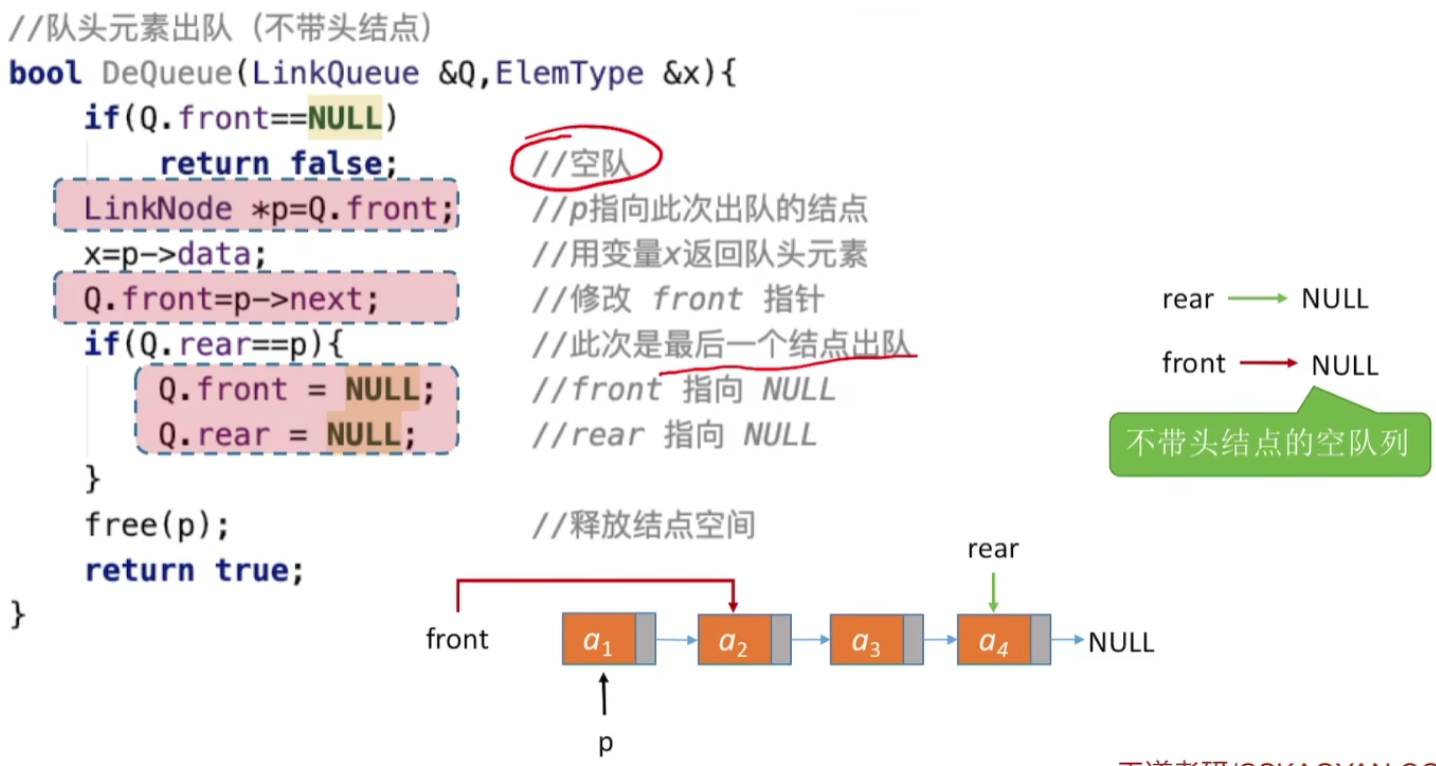 //队头元素出队（不带头结点）
bool DeQueue(LinkQueue &Q,ElemType &x){
if(Q.front==NULL)
return false; //空队
LinkNode *p=Q.front; //p指向此次出队的结点
x=p->data; //用变量x返回队头元素
Q.front=p->next; //修改 front 指针
if(Q.rear==p){ //此次是最后一个结点出队
Q.front = NULL; //front 指向 NULL
Q.rear = NULL; //rear 指向 NULL
}
free(p); //释放结点空间
return true;
}
rear NULL
front NULL
不带头结点的空队列
rear
front a1 a2 a3 a4 NULL
p